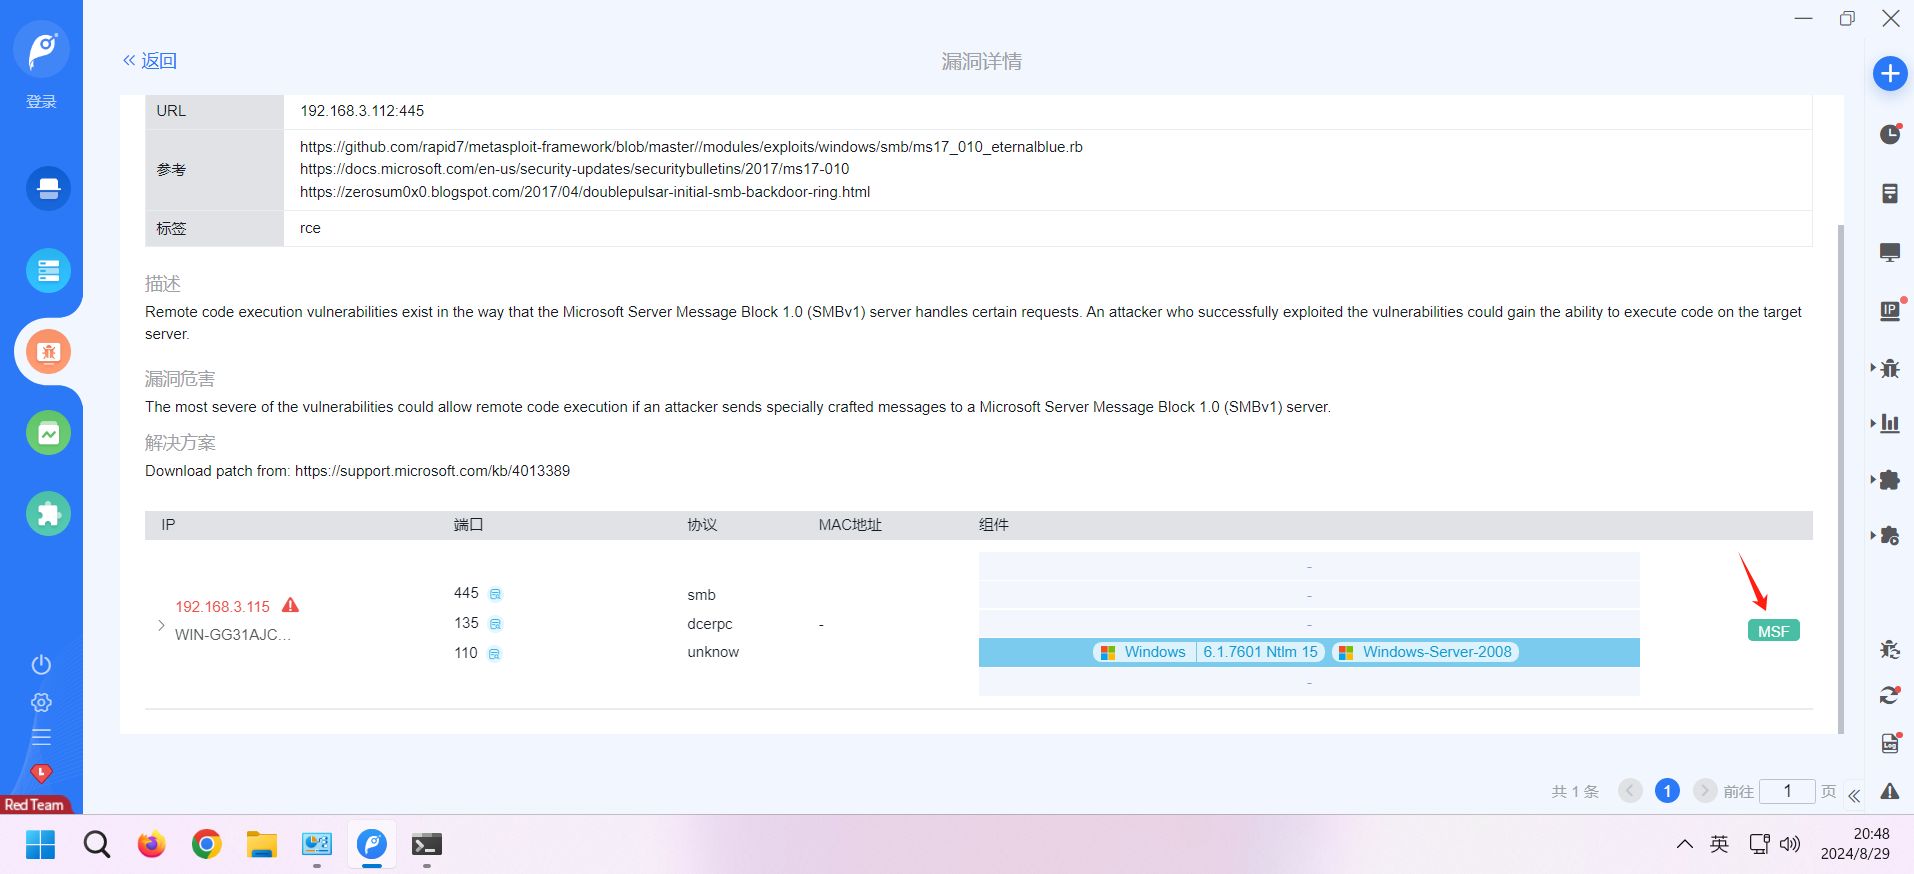 登录
« 返回
漏洞详情
URL
192.168.3.112:445
参考
https://github.com/rapid7/metasploit-framework/blob/master//modules/exploits/windows/smb/ms17_010_eternalblue.rb
https://docs.microsoft.com/en-us/security-updates/securitybulletins/2017/ms17-010
https://zerosum0x0.blogspot.com/2017/04/doublepulsar-initial-smb-backdoor-ring.html
标签
rce
描述
Remote code execution vulnerabilities exist in the way that the Microsoft Server Message Block 1.0 (SMBv1) server handles certain requests. An attacker who successfully exploited the vulnerabilities could gain the ability to execute code on the target
server.
漏洞危害
The most severe of the vulnerabilities could allow remote code execution if an attacker sends specially crafted messages to a Microsoft Server Message Block 1.0 (SMBv1) server.
解决方案
Download patch from: https://support.microsoft.com/kb/4013389
IP 端口 协议 MAC地址 组件
192.168.3.115
WIN-GG31AJC...
445
135
110
smb
dcerpc
unknow
-
-
-
-
Windows 6.1.7601 Ntlm 15 Windows-Server-2008
-
MSF
共 1 条 1 前往 1 页
IP
Log
Red Team
英
20:48
2024/8/29